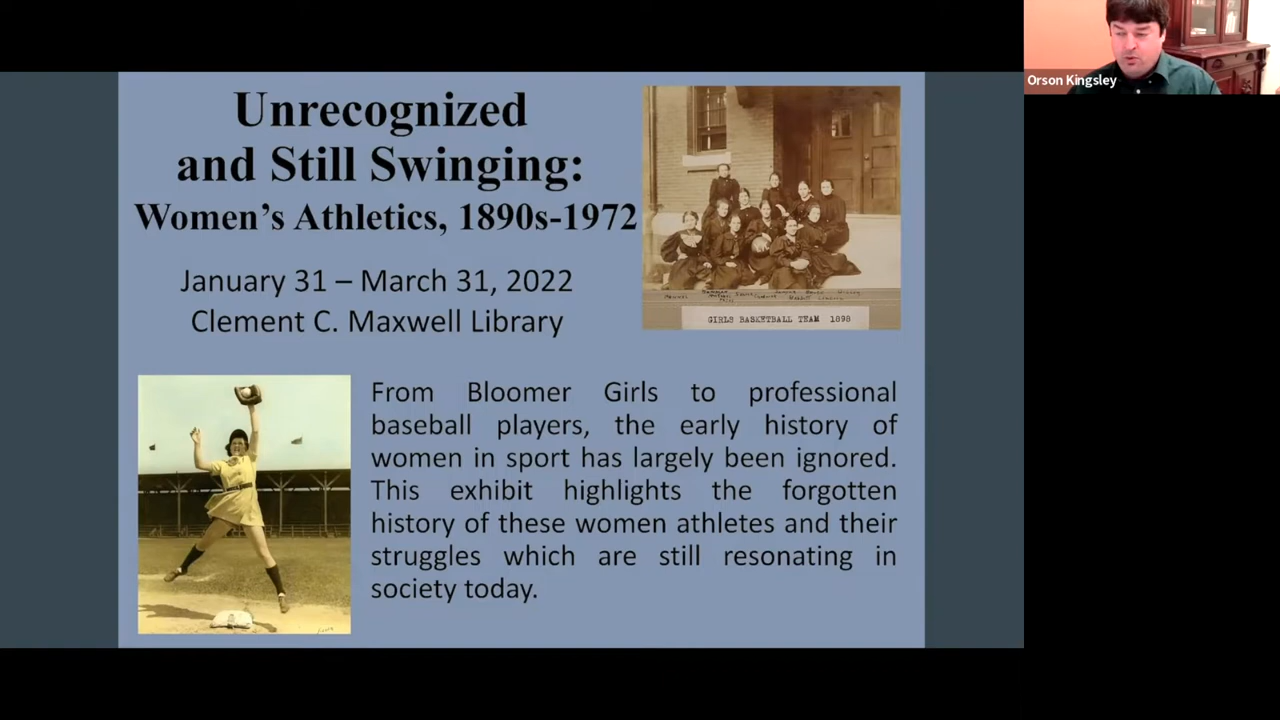 Unrecognized
and Still Swinging:
Women's Athletics, 1890s-1972
January 31 – March 31, 2022
Clement C. Maxwell Library
GIRLS BASKETBALL TEAM 1898
From Bloomer Girls to professional
baseball players, the early history of
women in sport has largely been ignored.
This exhibit highlights the forgotten
history of these women athletes and their
struggles which are still resonating in
society today.
Orson Kingsley